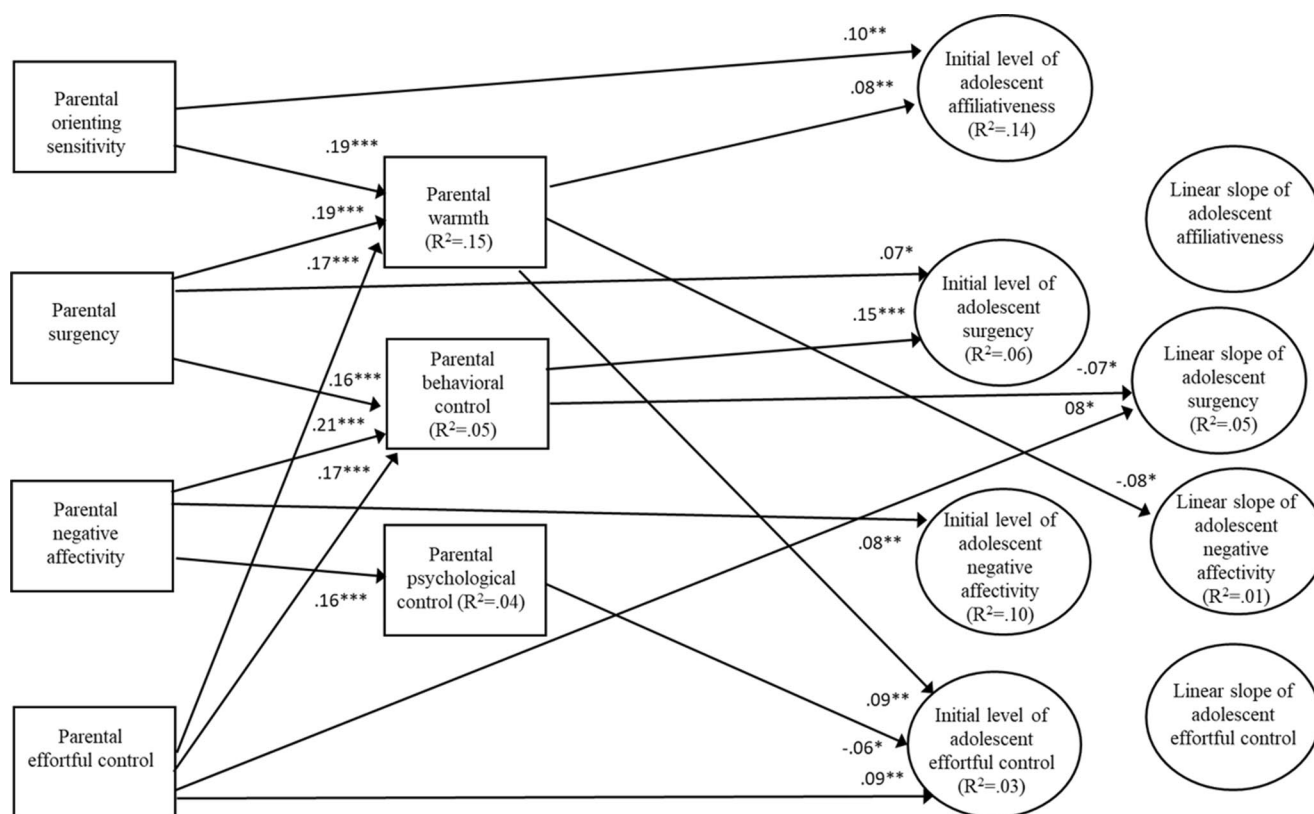 Parental
orienting
sensitivity
Parental
surgency
Parental
negative
affectivity
Parental
effortful control
.19***
.19***
.17***
.16***
.21***
.17***
.16***
Parental
warmth
(R²=.15)
Parental
behavioral
control
(R²=.05)
Parental
psychological
control (R²=.04)
.10**
.08**
.07*
.15***
-.07*
08*
-.08*
.08**
.09**
-.06*
.09**
Initial level of
adolescent
affiliativeness
(R²=.14)
Initial level of
adolescent
surgency
(R²=.06)
Initial level of
adolescent
negative
affectivity
(R²=.10)
Initial level of
adolescent
effortful control
(R²=.03)
Linear slope of
adolescent
affiliativeness
Linear slope of
adolescent
surgency
(R²=.05)
Linear slope of
adolescent
negative
affectivity
(R²=.01)
Linear slope of
adolescent
effortful control